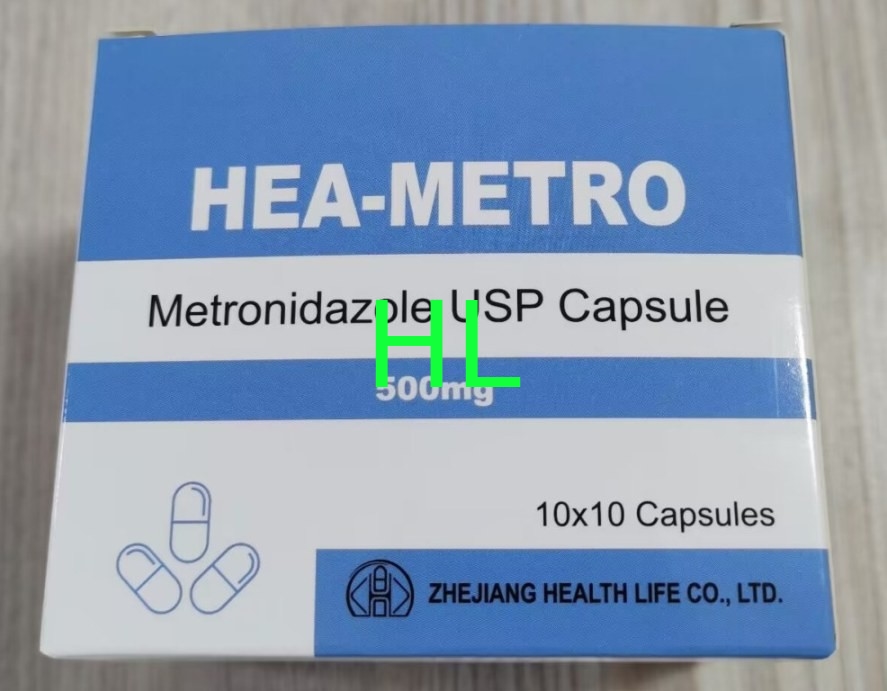 HEA-METRO
Metronidazole USP Capsule
HL
500mg
10x10 Capsules
ZHEJIANG HEALTH LIFE CO., LTD.